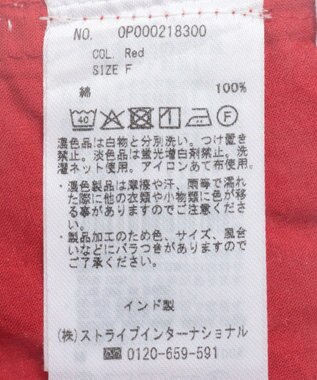 NO. 0P000218300
COL. Red
SIZE F
綿 100%
40 F
濃色品は白物と分別洗い。つけ置き
禁止。淡色品は蛍光増白剤禁止。洗
濯ネット使用。アイロンあて布使用。
・濃色製品は摩擦や汗、雨等で濡れ
た際に他の衣類や小物類に色が移
る事がありますのでご注意くださ
い。
・製品加工のため色、サイズ、風合
いなどにバラつきがありますので
ご了承ください。
インド製
(株)ストライプインターナショナル
0120-659-591